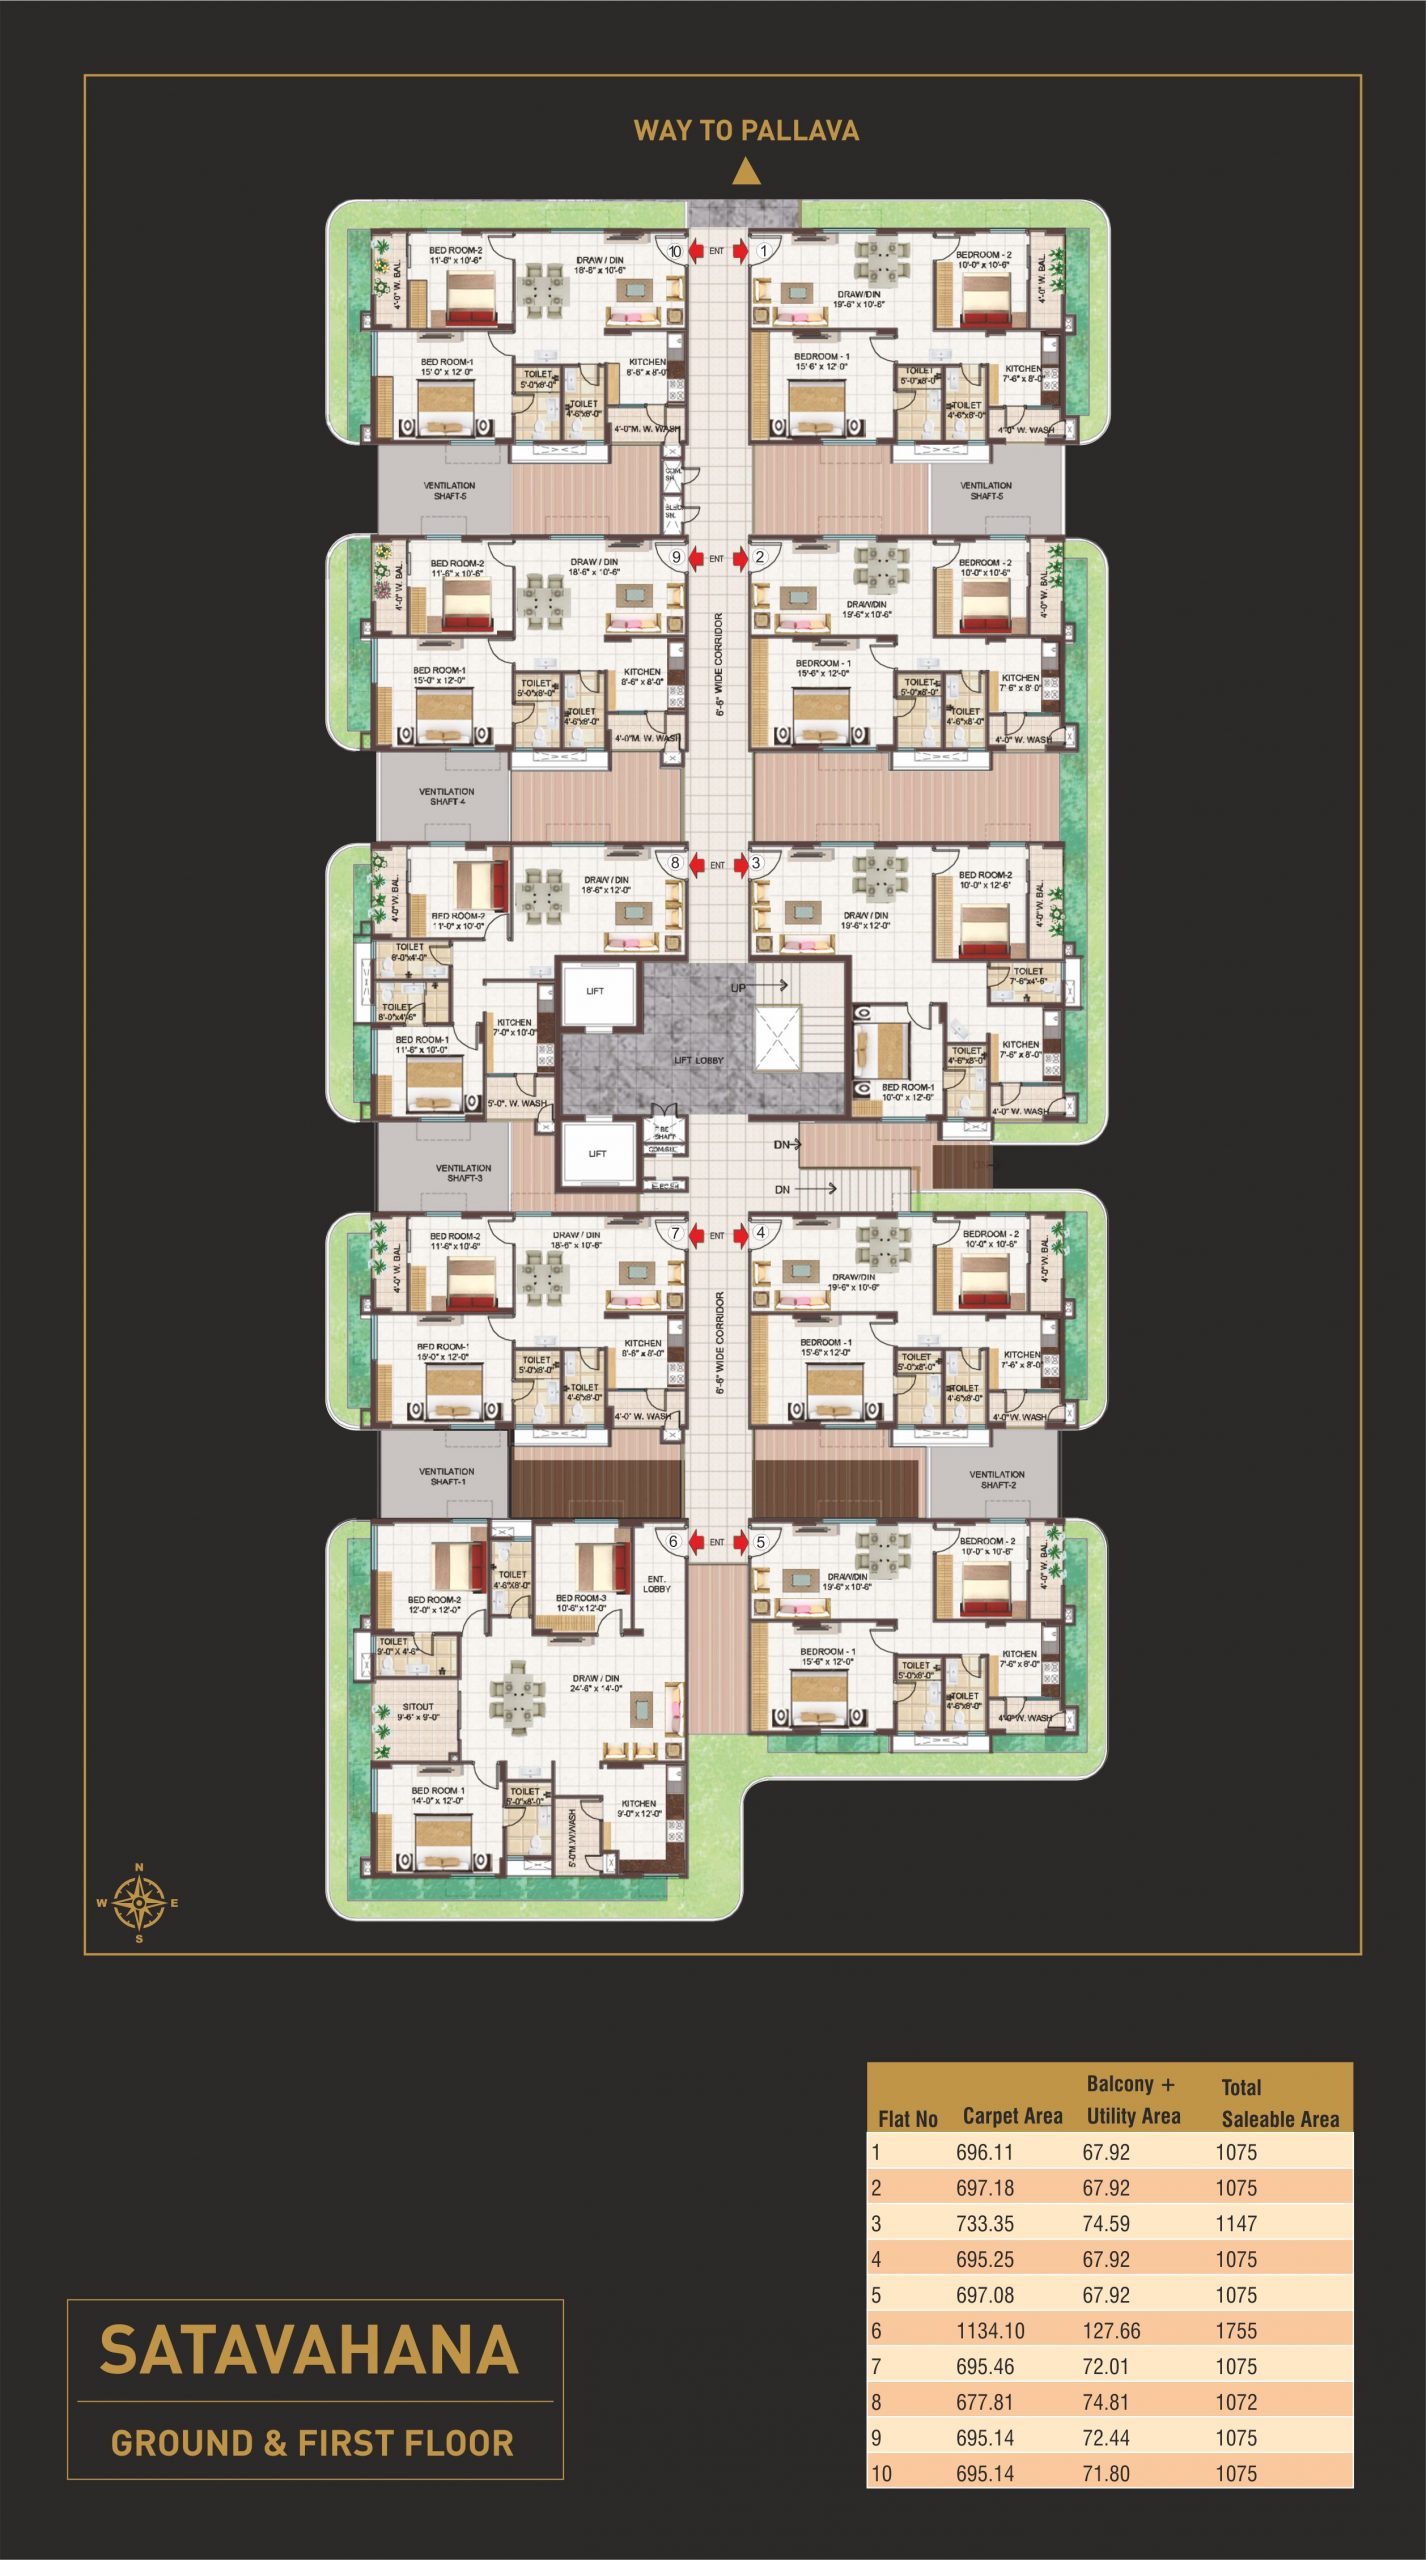 WAY TO PALLAVA
BED ROOM-2
11'-6" x 10'-6"
4'-0" W. BAL
DRAW / DIN
18'-6" x 10'-6"
10
ENT
1
DRAW/DIN
19'-6" x 10'-6"
BEDROOM - 2
10'-0" x 10'-6"
4'-0" W. BAL
BED ROOM-1
15' 0" x 12' 0"
TOILET
5'-0"x8'-0"
TOILET
4'-6"x8'-0"
KITCHEN
8'-6" x 8'-0"
4'-0"M. W. WASH
BEDROOM - 1
15'-6" x 12' 0"
TOILET
5'-0"x8'-0"
TOILET
4'-6"x8'-0"
KITCHEN
7'-6" x 8'-0"
4'-0" W. WASH
VENTILATION
SHAFT-5
VENTILATION
SHAFT-5
BED ROOM-2
11'-6" x 10'-6"
4'-0" W. BAL
DRAW / DIN
18'-6" x 10'-6"
9
ENT
2
DRAW/DIN
19'-6" x 10'-6"
BEDROOM - 2
10'-0" x 10'-6"
4'-0" W. BAL
6'-6" WIDE CORRIDOR
BED ROOM-1
15'-0" x 12'-0"
TOILET
5'-0"x8'-0"
TOILET
4'-6"x8'-0"
KITCHEN
8'-6" x 8'-0"
4'-0"M. W. WASH
BEDROOM - 1
15'-6" x 12'-0"
TOILET
5'-0"x8'-0"
TOILET
4'-6"x8'-0"
KITCHEN
7' 6" x 8' 0"
4'-0" W. WASH
VENTILATION
SHAFT 4
8
ENT
3
DRAW / DIN
18'-6" x 12'-0"
4'-0" W. BAL
BED ROOM-2
11'-0" x 10'-0"
DRAW / DIN
19'-6" x 12'-0"
BED ROOM-2
10'-0" x 12'-6"
4'-0" W. BAL
TOILET
8'-0"x4'-0"
TOILET
8'-0"x4'-6"
LIFT
UP
TOILET
7'-6"x4'-6"
KITCHEN
7'-0" x 10'-0"
BED ROOM-1
11'-6" x 10'-0"
LIFT LOBBY
TOILET
4'-6"x8'-0"
KITCHEN
7'-6" x 8'-0"
BED ROOM-1
10'-0" x 12'-6"
5'-0". W. WASH
4'-0" W. WASH
LIFT
SHAFT
DN
DN
VENTILATION
SHAFT-3
BED ROOM-2
11'-6" x 10'-6"
4'-0" W. BAL
DRAW / DIN
18'-6" x 10'-6"
7
ENT
4
DRAW/DIN
19'-6" x 10'-6"
BEDROOM - 2
10'-0" x 10'-6"
4'-0" W. BAL
6'-6" WIDE CORRIDOR
BED ROOM-1
15'-0" x 12'-0"
TOILET
5'-0"x8'-0"
TOILET
4'-6"x8'-0"
KITCHEN
8'-6" x 8'-0"
4'-0" W. WASH
BEDROOM - 1
15'-6" x 12'-0"
TOILET
5'-0"x8'-0"
TOILET
4'-6"x8'-0"
KITCHEN
7'-6" x 8'-0"
4'-0" W. WASH
VENTILATION
SHAFT-1
VENTILATION
SHAFT-2
6
ENT
5
BED ROOM-2
12'-0" x 12'-0"
TOILET
4'-6"X8'-0"
BED ROOM-3
10'-6" x 12'-0"
ENT.
LOBBY
DRAW/DIN
19'-6" x 10'-6"
BEDROOM - 2
10'-0" x 10'-6"
4'-0" W. BAL
TOILET
9'-0" X 4'-6"
SITOUT
9'-6" x 9'-0"
DRAW / DIN
24'-6" x 14'-0"
BEDROOM - 1
15'-6" x 12'-0"
TOILET
5'-0"x8'-0"
TOILET
4'-6"x8'-0"
KITCHEN
7'-6" x 8'-0"
4'-0"W. WASH
BED ROOM 1
14'-0" x 12'-0"
TOILET
5'-0"x8'-0"
5'-0"M.W.WASH
KITCHEN
9'-0" x 12'-0"
N
W
E
S
Flat No Carpet Area Balcony + Utility Area Total Saleable Area
1 696.11 67.92 1075
2 697.18 67.92 1075
3 733.35 74.59 1147
4 695.25 67.92 1075
5 697.08 67.92 1075
6 1134.10 127.66 1755
7 695.46 72.01 1075
8 677.81 74.81 1072
9 695.14 72.44 1075
10 695.14 71.80 1075
SATAVAHANA
GROUND & FIRST FLOOR